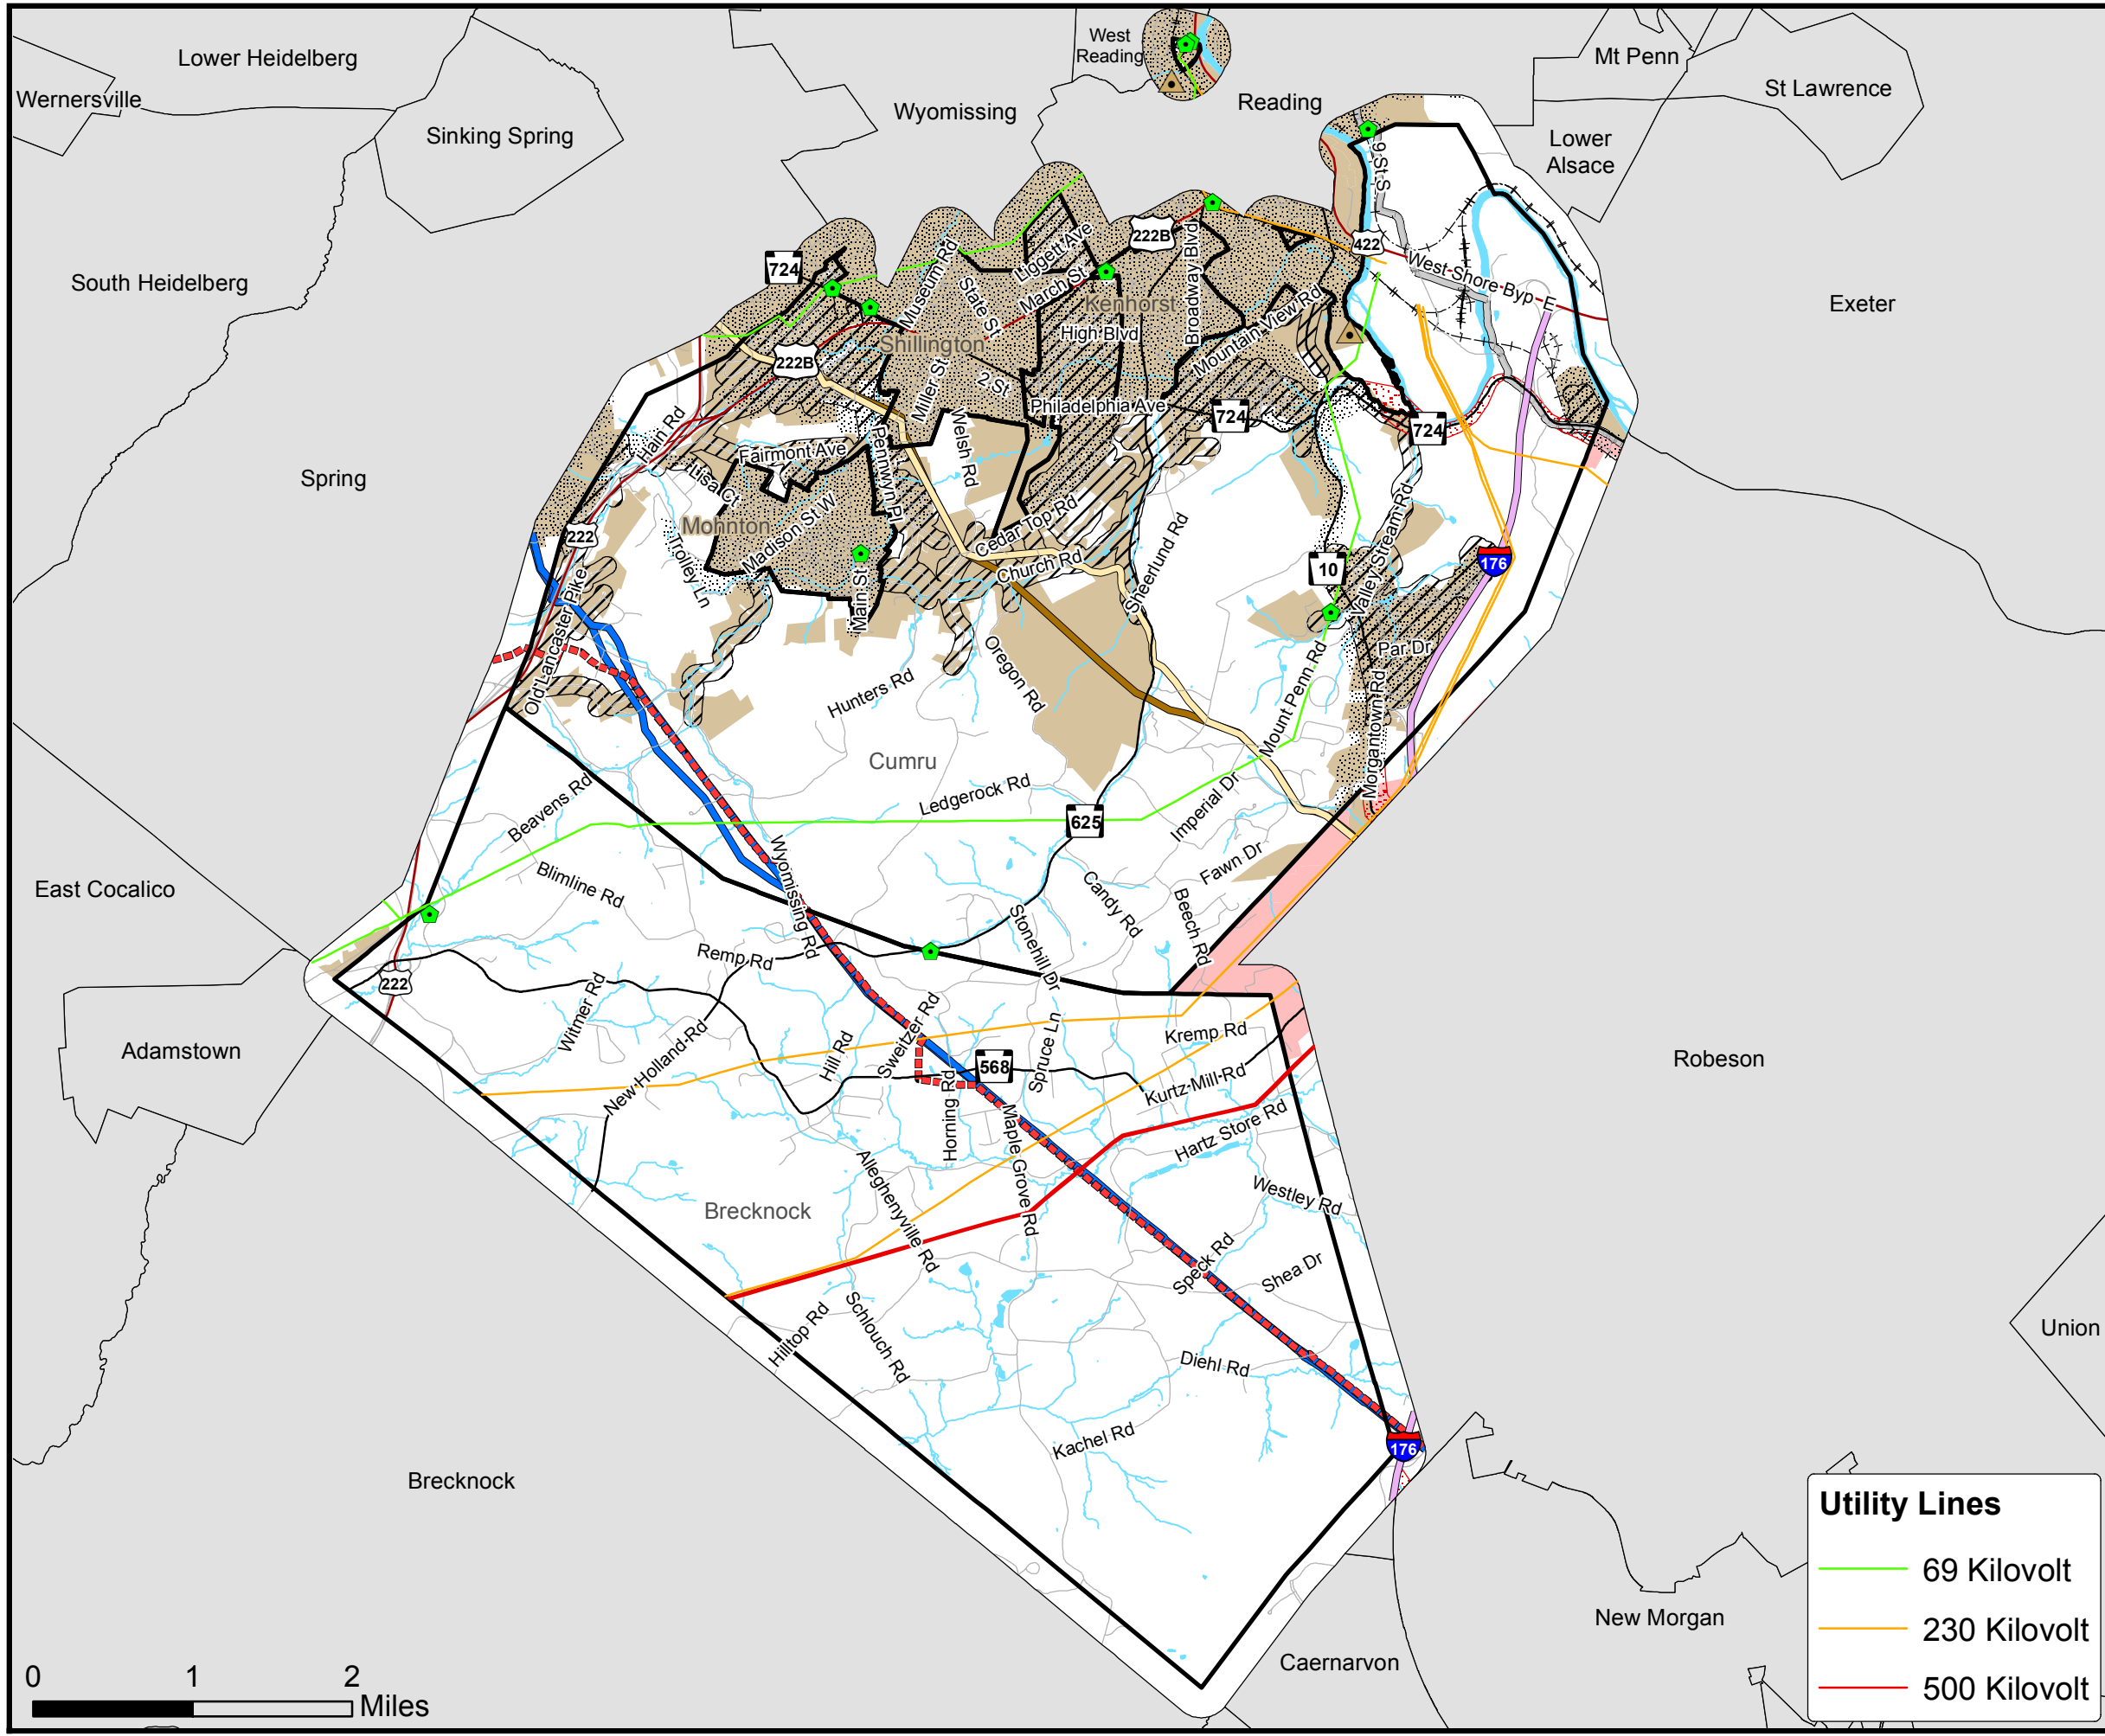 Lower Heidelberg
Wernersville
Sinking Spring
West
Reading
Wyomissing
Reading
Mt Penn
St Lawrence
Lower
Alsace
9 St S
South Heidelberg
Exeter
724
222B
422
West Shore Byp E
Museum Rd
State St
Liggett Ave
March St
Kenhorst
High Blvd
Broadway Blvd
Mountain View Rd
222B
Shillington
Miller St
2 St
Philadelphia Ave
724
724
Hain Rd
Fairmont Ave
Pennwyn Pl
Welsh Rd
Lisa Ct
Spring
Mohnton
Madison St W
Cedar Top Rd
Church Rd
Sheerlund Rd
Valley Stream Rd
222
Trolley Ln
Main St
10
176
Old Lancaster Pike
Hunters Rd
Oregon Rd
Par Dr
Mount Penn Rd
Morgantown Rd
Cumru
Beavens Rd
Ledgerock Rd
625
Imperial Dr
Wyomissing Rd
Fawn Dr
East Cocalico
Blimline Rd
Candy Rd
Beech Rd
Stonehill Dr
Remp Rd
222
Witmer Rd
Adamstown
New Holland Rd
Hill Rd
Sweitzer Rd
568
Spruce Ln
Kremp Rd
Kurtz Mill Rd
Robeson
Horning Rd
Maple Grove Rd
Hartz Store Rd
Brecknock
Alleghenyville Rd
Westley Rd
Speck Rd
Shea Dr
Hilltop Rd
Schlouch Rd
Diehl Rd
Union
Kachel Rd
176
Brecknock
New Morgan
Caernarvon
Utility Lines
69 Kilovolt
230 Kilovolt
500 Kilovolt
0 1 2
Miles